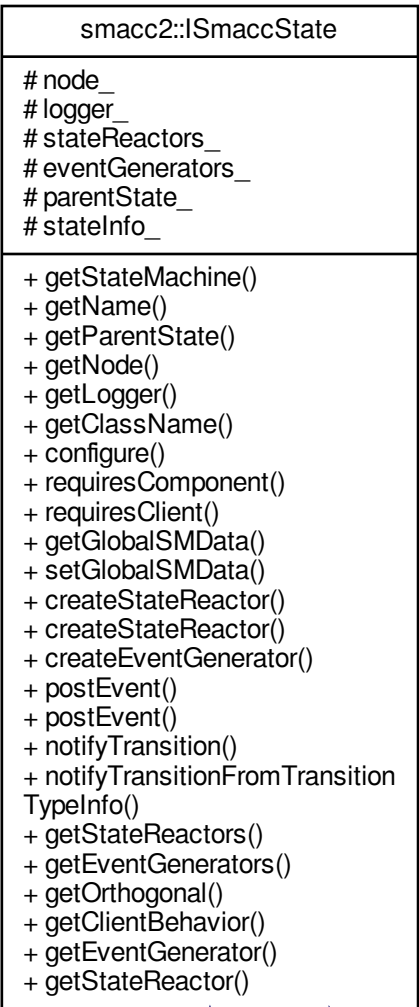 smacc2::ISmaccState
# node_
# logger_
# stateReactors_
# eventGenerators_
# parentState_
# stateInfo_
+ getStateMachine()
+ getName()
+ getParentState()
+ getNode()
+ getLogger()
+ getClassName()
+ configure()
+ requiresComponent()
+ requiresClient()
+ getGlobalSMData()
+ setGlobalSMData()
+ createStateReactor()
+ createStateReactor()
+ createEventGenerator()
+ postEvent()
+ postEvent()
+ notifyTransition()
+ notifyTransitionFromTransition
TypeInfo()
+ getStateReactors()
+ getEventGenerators()
+ getOrthogonal()
+ getClientBehavior()
+ getEventGenerator()
+ getStateReactor()